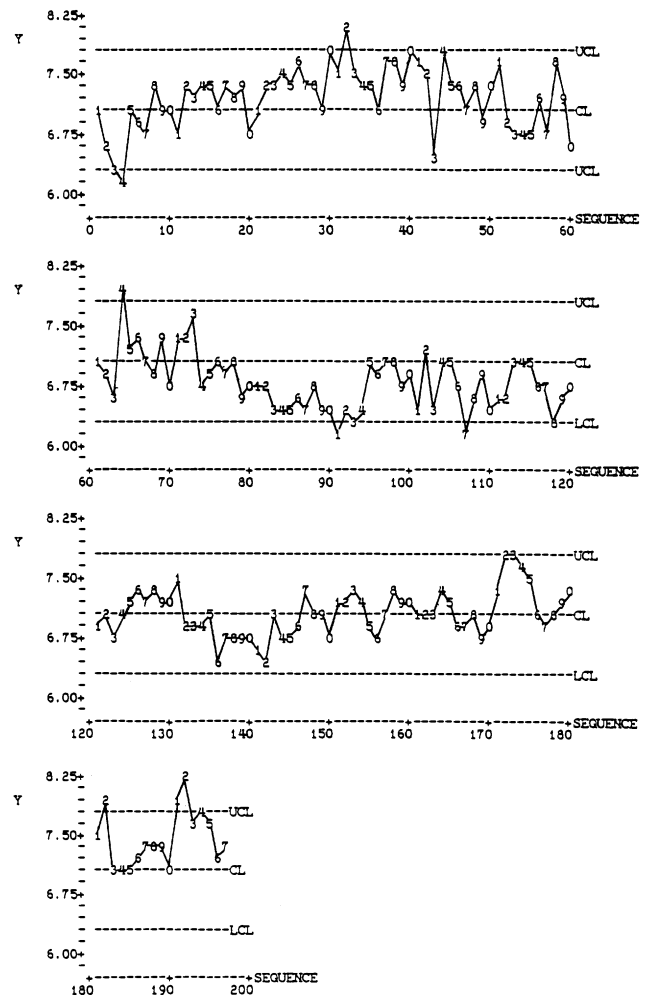 8.25+
Y
UCL
7.50+
CL
6.75+
UCL
6.00+
SEQUENCE
0 10 20 30 40 50 60
8.25+
Y
UCL
7.50+
CL
6.75+
LCL
6.00+
SEQUENCE
60 70 80 90 100 110 120
8.25+
Y
UCL
7.50+
CL
6.75+
LCL
6.00+
SEQUENCE
120 130 140 150 160 170 180
8.25+
Y
UCL
7.50+
CL
6.75+
LCL
6.00+
SEQUENCE
180 190 200